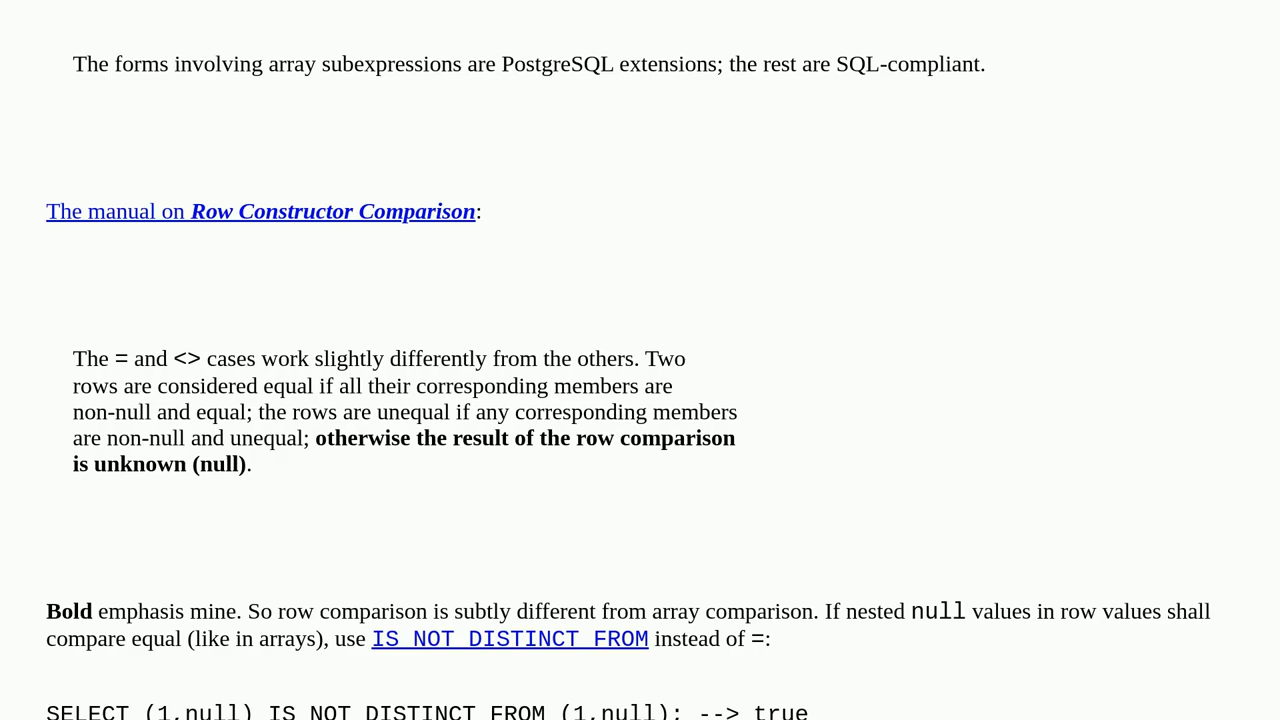 The forms involving array subexpressions are PostgreSQL extensions; the rest are SQL-compliant.
The manual on Row Constructor Comparison:
The = and <> cases work slightly differently from the others. Two
rows are considered equal if all their corresponding members are
non-null and equal; the rows are unequal if any corresponding members
are non-null and unequal; otherwise the result of the row comparison
is unknown (null).
Bold emphasis mine. So row comparison is subtly different from array comparison. If nested null values in row values shall
compare equal (like in arrays), use IS NOT DISTINCT FROM instead of =:
SELECT (1,null) IS NOT DISTINCT FROM (1,null); --> true